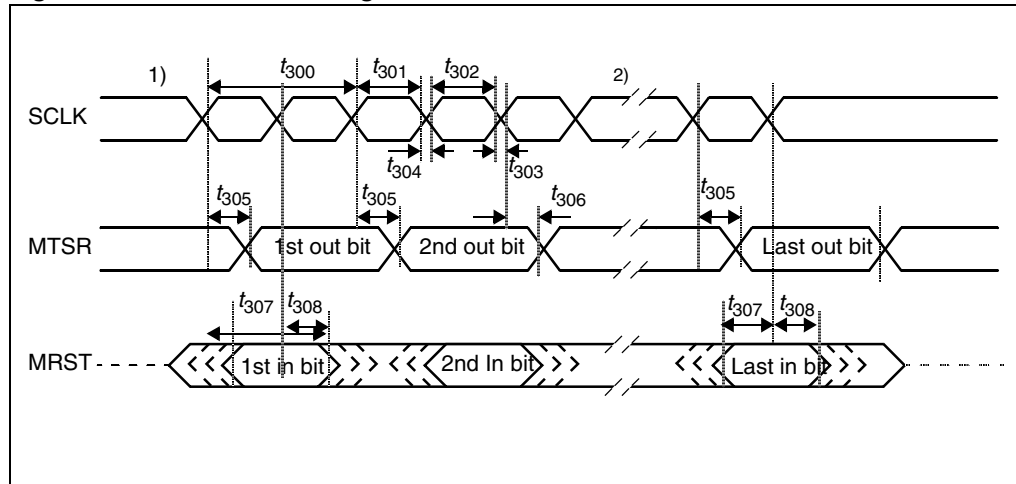 1)
t300
t301
t302
2)
SCLK
t304
t303
t305
t305
t306
t305
MTSR
1st out bit
2nd out bit
Last out bit
t307
t308
t307
t308
MRST
1st in bit
2nd In bit
Last in bit